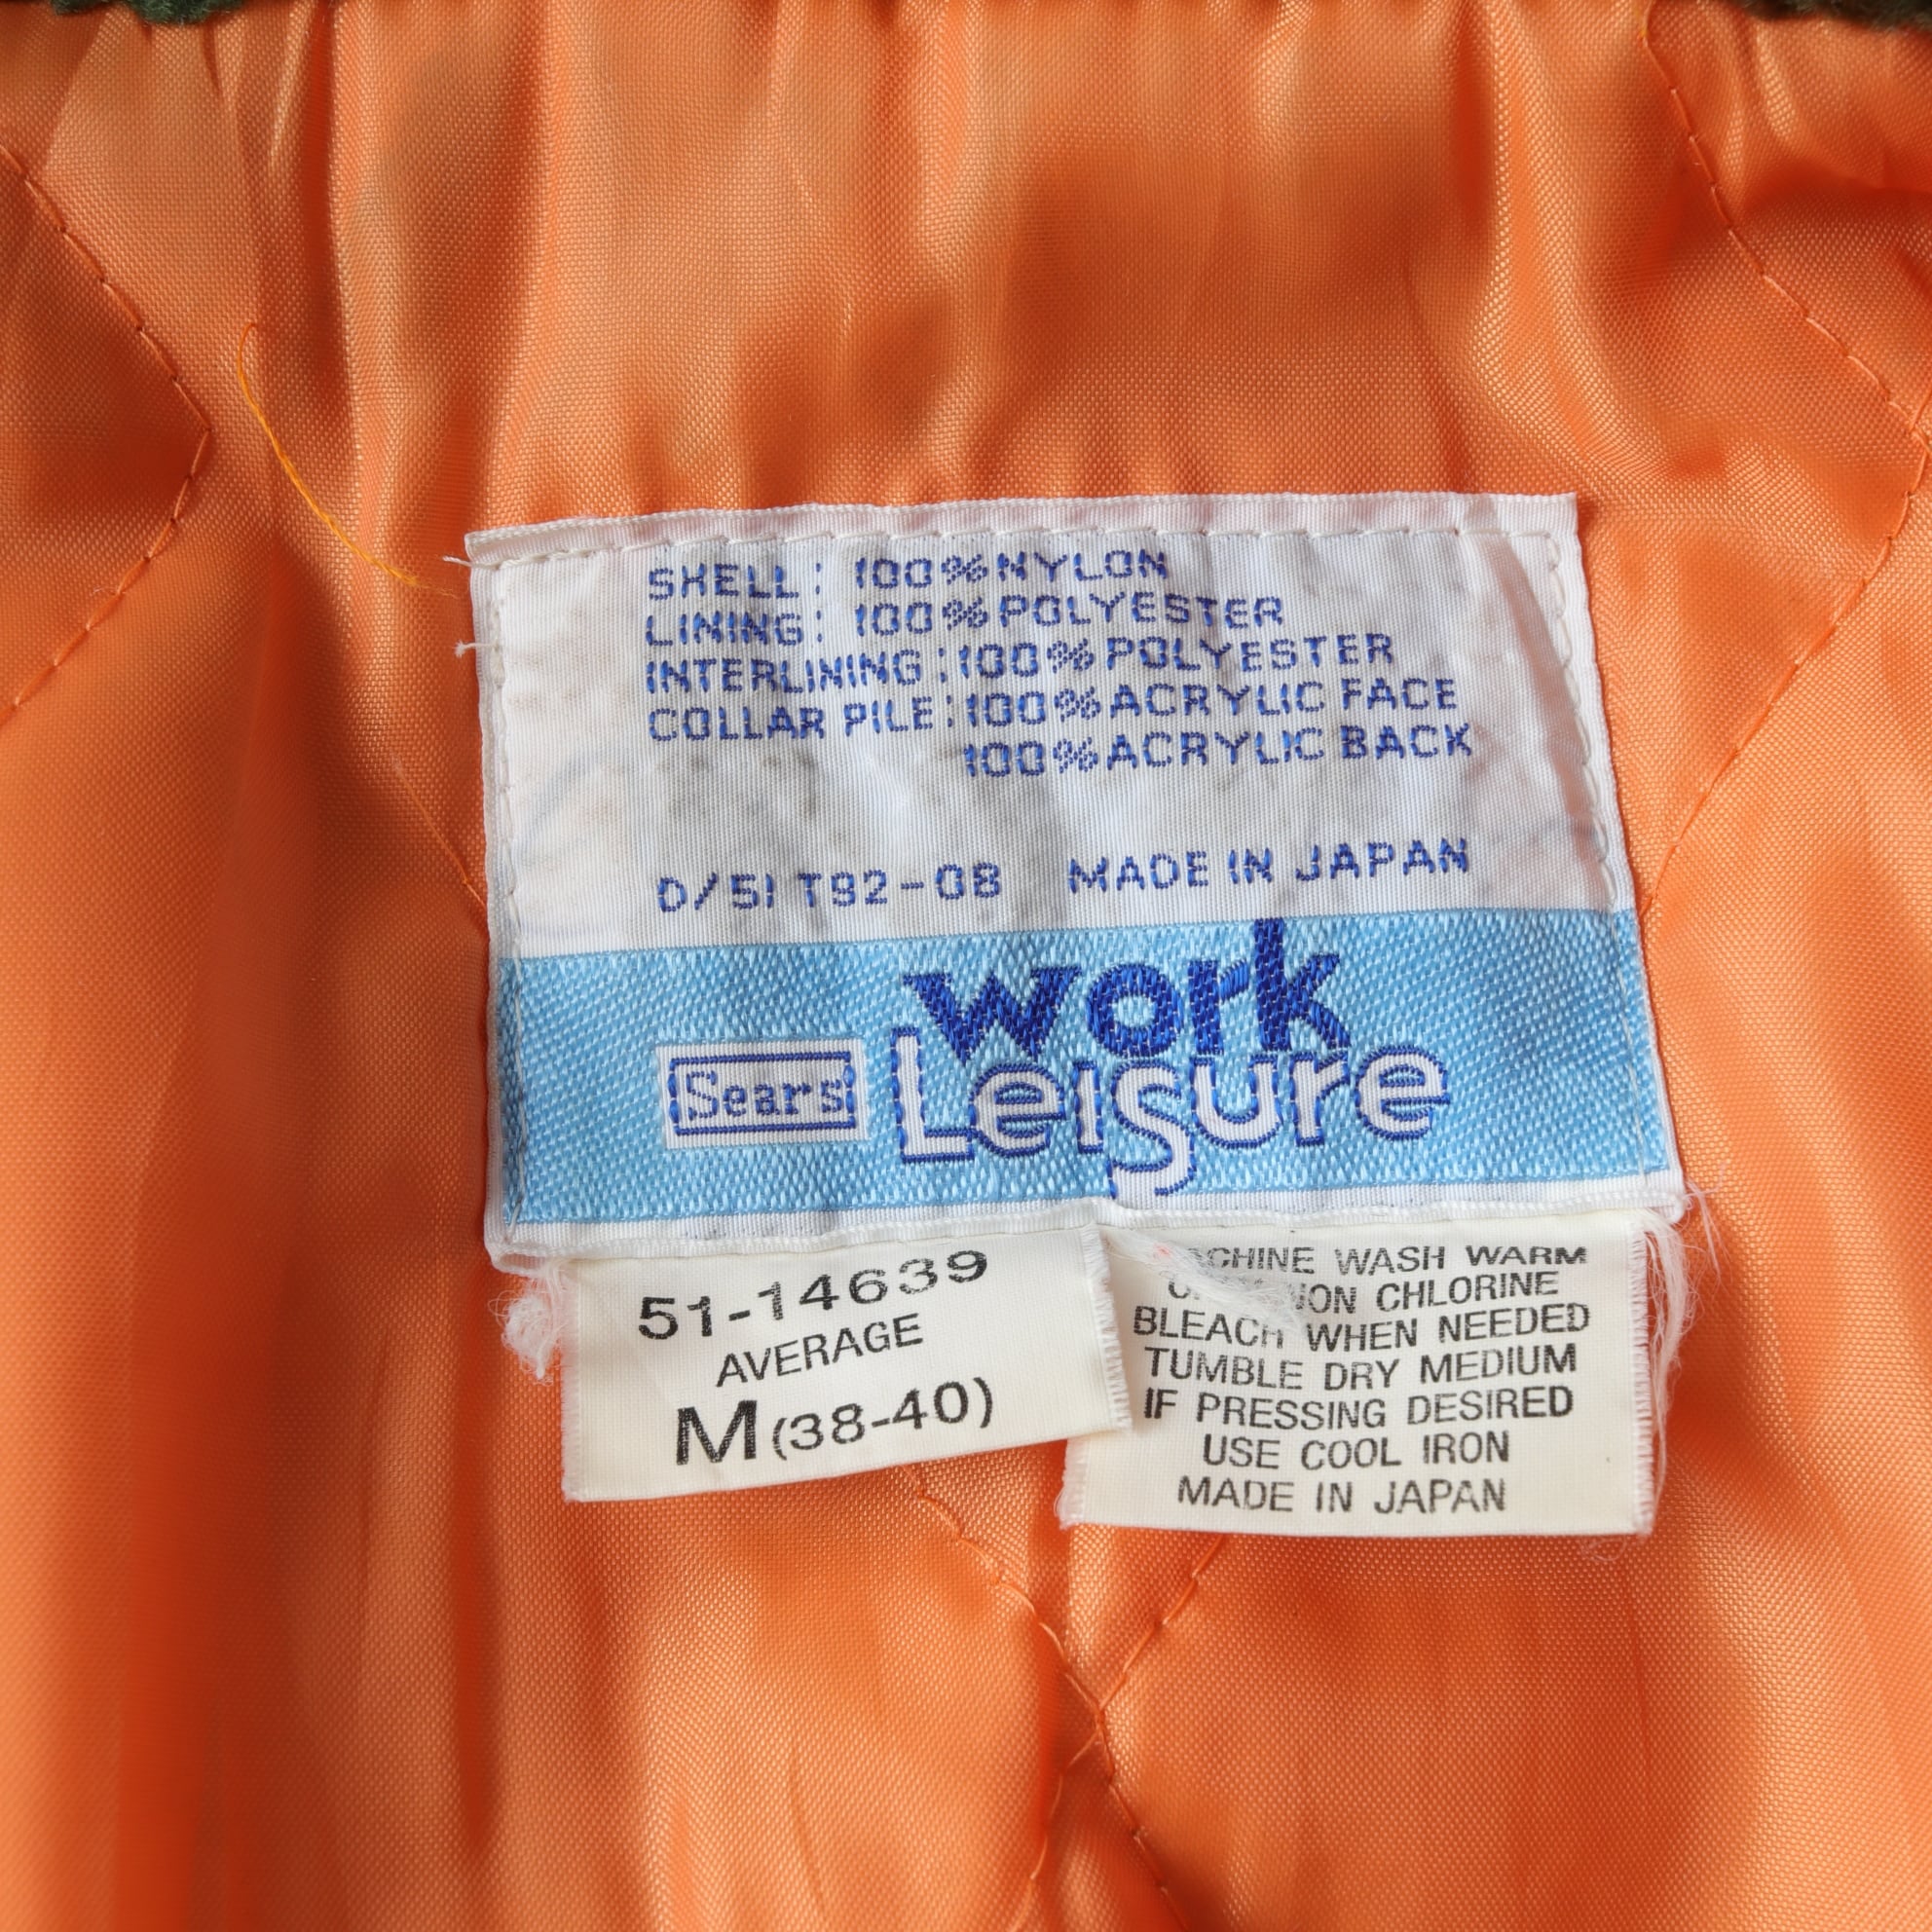 SHELL: 100% NYLON
LINING: 100% POLYESTER
INTERLINING: 100% POLYESTER
COLLAR PILE: 100% ACRYLIC FACE
100% ACRYLIC BACK
D/51 T92-08 MADE IN JAPAN
work
Sears Leisure
51-14639
AVERAGE
M (38-40)
WASH WARM
CHLORINE
BLEACH WHEN NEEDED
TUMBLE DRY MEDIUM
IF PRESSING DESIRED
USE COOL IRON
MADE IN JAPAN